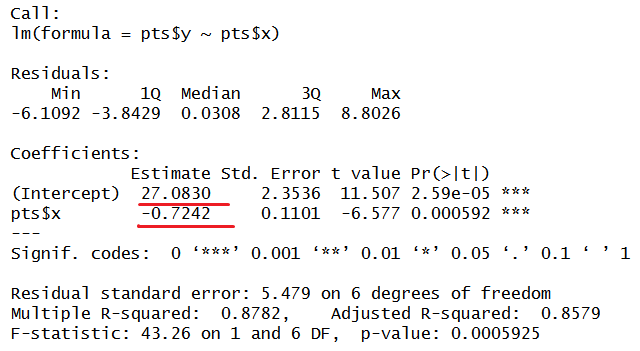 Call:
lm(formula = pts$y ~ pts$x)
Residuals:
    Min      1Q  Median      3Q     Max
-6.1092 -3.8429  0.0308  2.8115  8.8026
Coefficients:
            Estimate Std. Error t value Pr(>|t|)
(Intercept)  27.0830     2.3536  11.507 2.59e-05 ***
pts$x        -0.7242     0.1101  -6.577 0.000592 ***
---
Signif. codes:  0 ‘***’ 0.001 ‘**’ 0.01 ‘*’ 0.05 ‘.’ 0.1 ‘ ’ 1
Residual standard error: 5.479 on 6 degrees of freedom
Multiple R-squared:  0.8782,    Adjusted R-squared:  0.8579
F-statistic: 43.26 on 1 and 6 DF,  p-value: 0.0005925